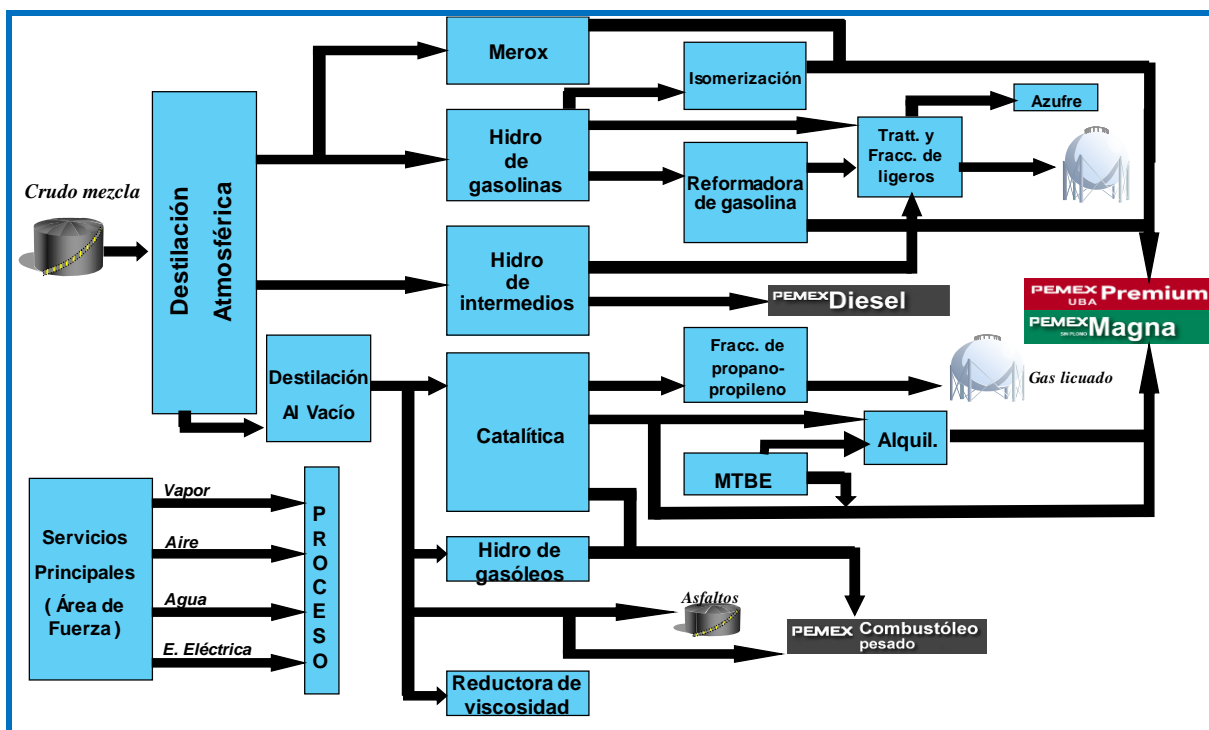 Merox
Isomerización
Azufre
Hidro
de
gasolinas
Tratt. y
Fracc. de
ligeros
Reformadora
de gasolina
Crudo mezcla
Destilación
Atmosférica
Hidro
de
intermedios
PEMEX Diesel
PEMEX Premium
UBA
PEMEX Magna
SIN PLOMO
Fracc. de
propano-
propileno
Gas licuado
Destilación
Al Vacío
Catalítica
Alquil.
MTBE
Servicios
Principales
( Área de
Fuerza )
Vapor
Aire
Agua
E. Eléctrica
P
R
O
C
E
S
O
Hidro de
gasóleos
Asfaltos
PEMEX Combustóleo
pesado
Reductora de
viscosidad